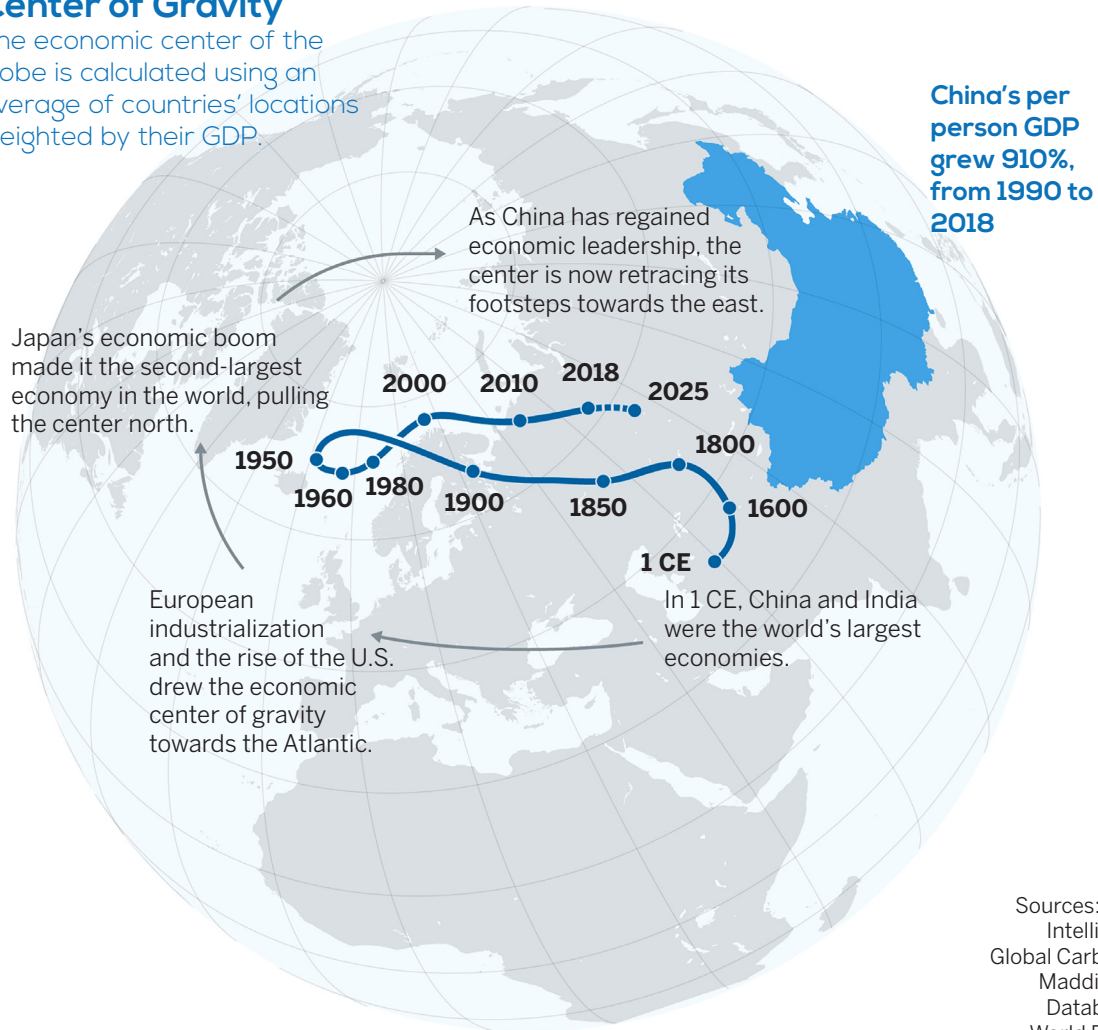 Center of Gravity
he economic center of the
obe is calculated using an
verage of countries' locations
eighted by their GDP.
China's per
person GDP
grew 910%,
from 1990 to
2018
As China has regained
economic leadership, the
center is now retracing its
footsteps towards the east.
Japan's economic boom
made it the second-largest
economy in the world, pulling
the center north.
2000
2010
2018
2025
1950
1960
1980
1900
1850
1800
1600
1 CE
In 1 CE, China and India
were the world's largest
economies.
European
industrialization
and the rise of the U.S.
drew the economic
center of gravity
towards the Atlantic.
Sources:
Intelli
Global Carb
Maddi
Datab